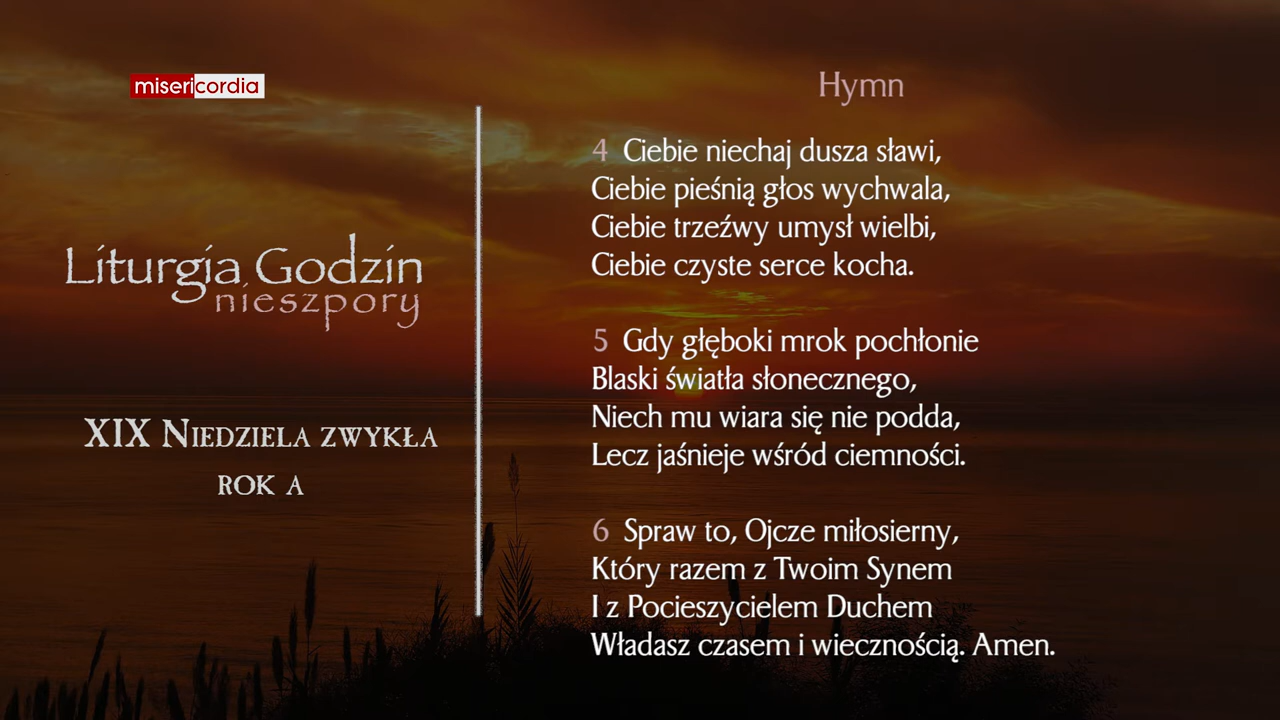 misericordia
Liturgia Godzin
nieszpory
XIX Niedziela zwykła
rok A
Hymn
4 Ciebie niechaj dusza sławi,
Ciebie pieśnią głos wychwala,
Ciebie trzeźwy umysł wielbi,
Ciebie czyste serce kocha.
5 Gdy głęboki mrok pochłonie
Blaski światła słonecznego,
Niech mu wiara się nie podda,
Lecz jaśnieje wśród ciemności.
6 Spraw to, Ojcze miłosierny,
Który razem z Twoim Synem
I z Pocieszycielem Duchem
Władasz czasem i wiecznością. Amen.